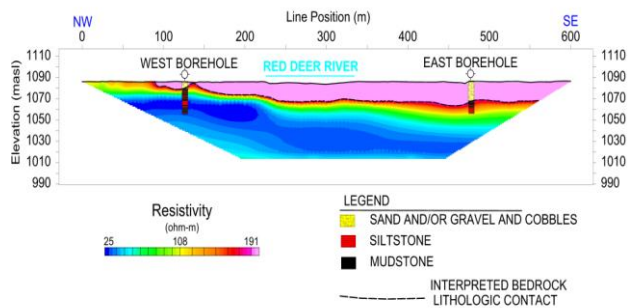 Line Position (m)
NW
SE
0 100 200 300 400 500 600
WEST BOREHOLE
RED DEER RIVER
EAST BOREHOLE
Elevation (masl)
1110
1090
1070
1050
1030
1010
990
1110
1090
1070
1050
1030
1010
990
Resistivity
(ohm-m)
25 108 191
LEGEND
SAND AND/OR GRAVEL AND COBBLES
SILTSTONE
MUDSTONE
INTERPRETED BEDROCK
LITHOLOGIC CONTACT